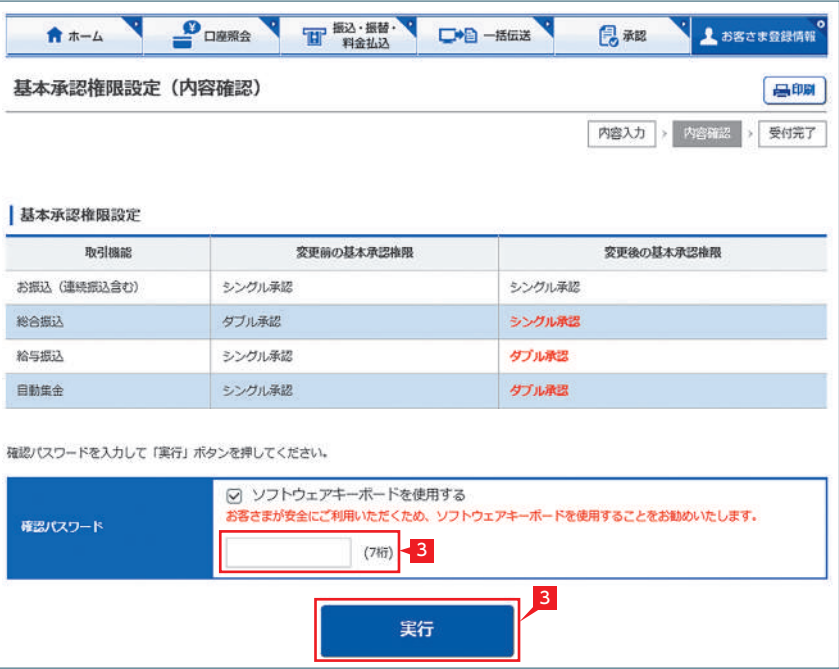 ホーム
口座照会
振込・振替・
料金払込
一括伝送
承認
お客さま登録情報
基本承認権限設定（内容確認）
印刷
内容入力 > 内容確認 > 受付完了
基本承認権限設定
取引機能 変更前の基本承認権限 変更後の基本承認権限
お振込（連続振込含む） シングル承認 シングル承認
総合振込 ダブル承認 シングル承認
給与振込 シングル承認 ダブル承認
自動集金 シングル承認 ダブル承認
確認パスワードを入力して「実行」ボタンを押してください。
確認パスワード
ソフトウェアキーボードを使用する
お客さまが安全にご利用いただくため、ソフトウェアキーボードを使用することをお勧めいたします。
(7桁) 3
3
実行